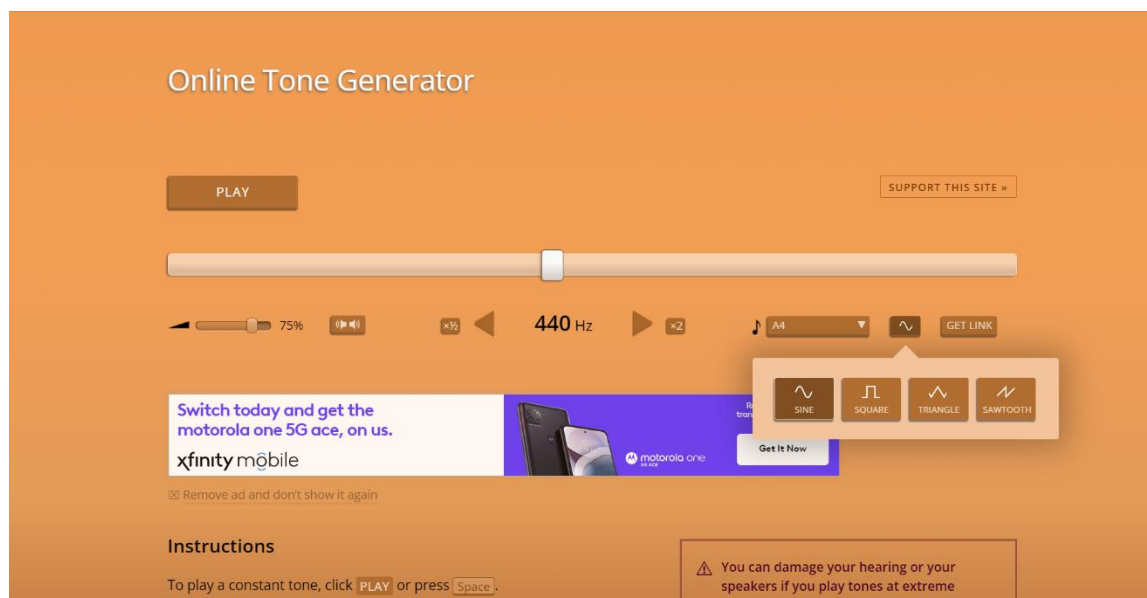 Online Tone Generator
PLAY
SUPPORT THIS SITE »
75%
×½
440 Hz
×2
A4
GET LINK
SINE
SQUARE
TRIANGLE
SAWTOOTH
Switch today and get the
motorola one 5G ace, on us.
xfinity mobile
motorola one
5G ACE
Get It Now
Remove ad and don't show it again
Instructions
To play a constant tone, click PLAY or press Space.
You can damage your hearing or your
speakers if you play tones at extreme